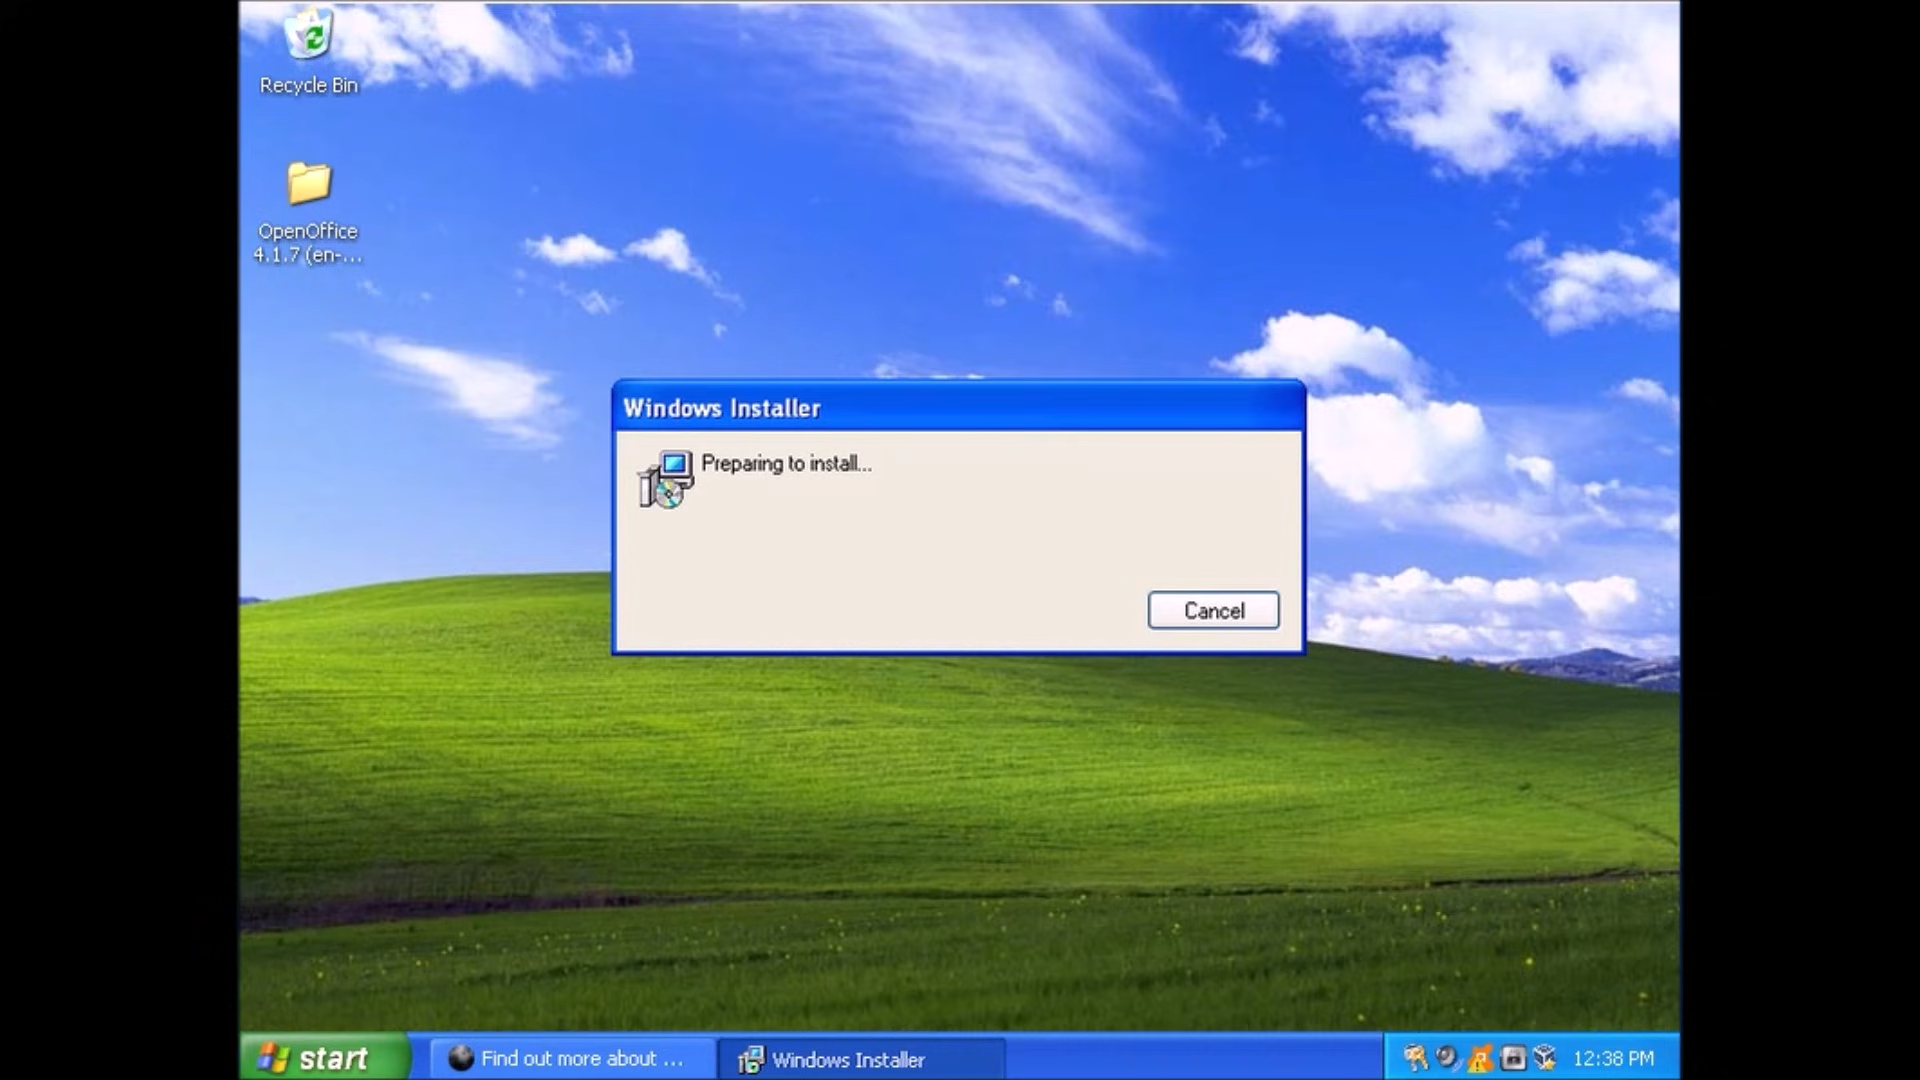 Recycle Bin
OpenOffice
4.1.7 (en-...
Windows Installer
Preparing to install...
Cancel
start
Find out more about ...
Windows Installer
12:38 PM